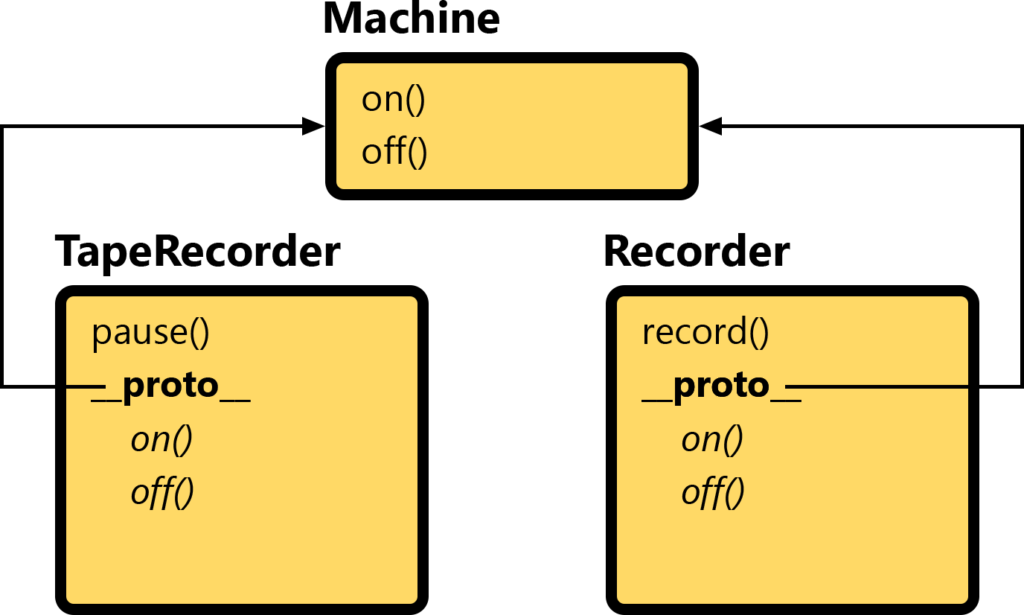 Machine
on()
off()
TapeRecorder
pause()
__proto__
on()
off()
Recorder
record()
__proto__
on()
off()